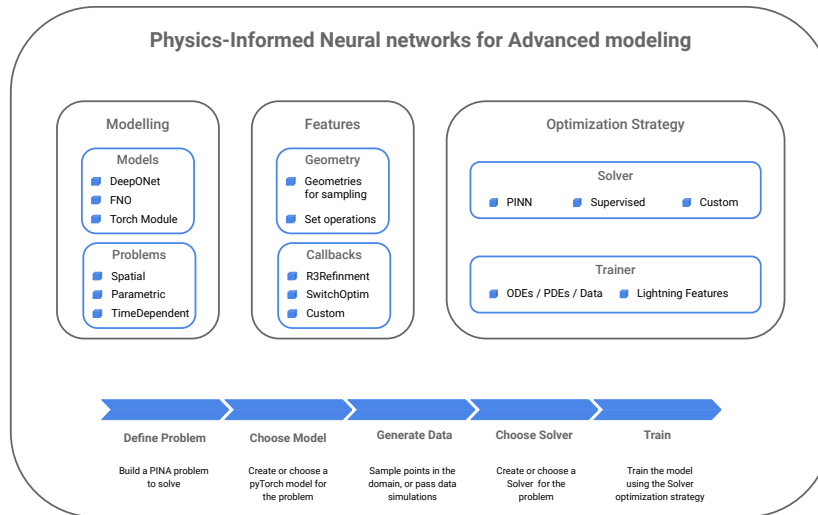 Physics-Informed Neural networks for Advanced modeling
Modelling
Models
DeepONet
FNO
Torch Module
Problems
Spatial
Parametric
TimeDependent
Features
Geometry
Geometries
for sampling
Set operations
Callbacks
R3Refinment
SwitchOptim
Custom
Optimization Strategy
Solver
PINN
Supervised
Custom
Trainer
ODEs / PDEs / Data
Lightning Features
Define Problem
Build a PINA problem
to solve
Choose Model
Create or choose a
pyTorch model for
the problem
Generate Data
Sample points in the
domain, or pass data
simulations
Choose Solver
Create or choose a
Solver for the
problem
Train
Train the model
using the Solver
optimization strategy